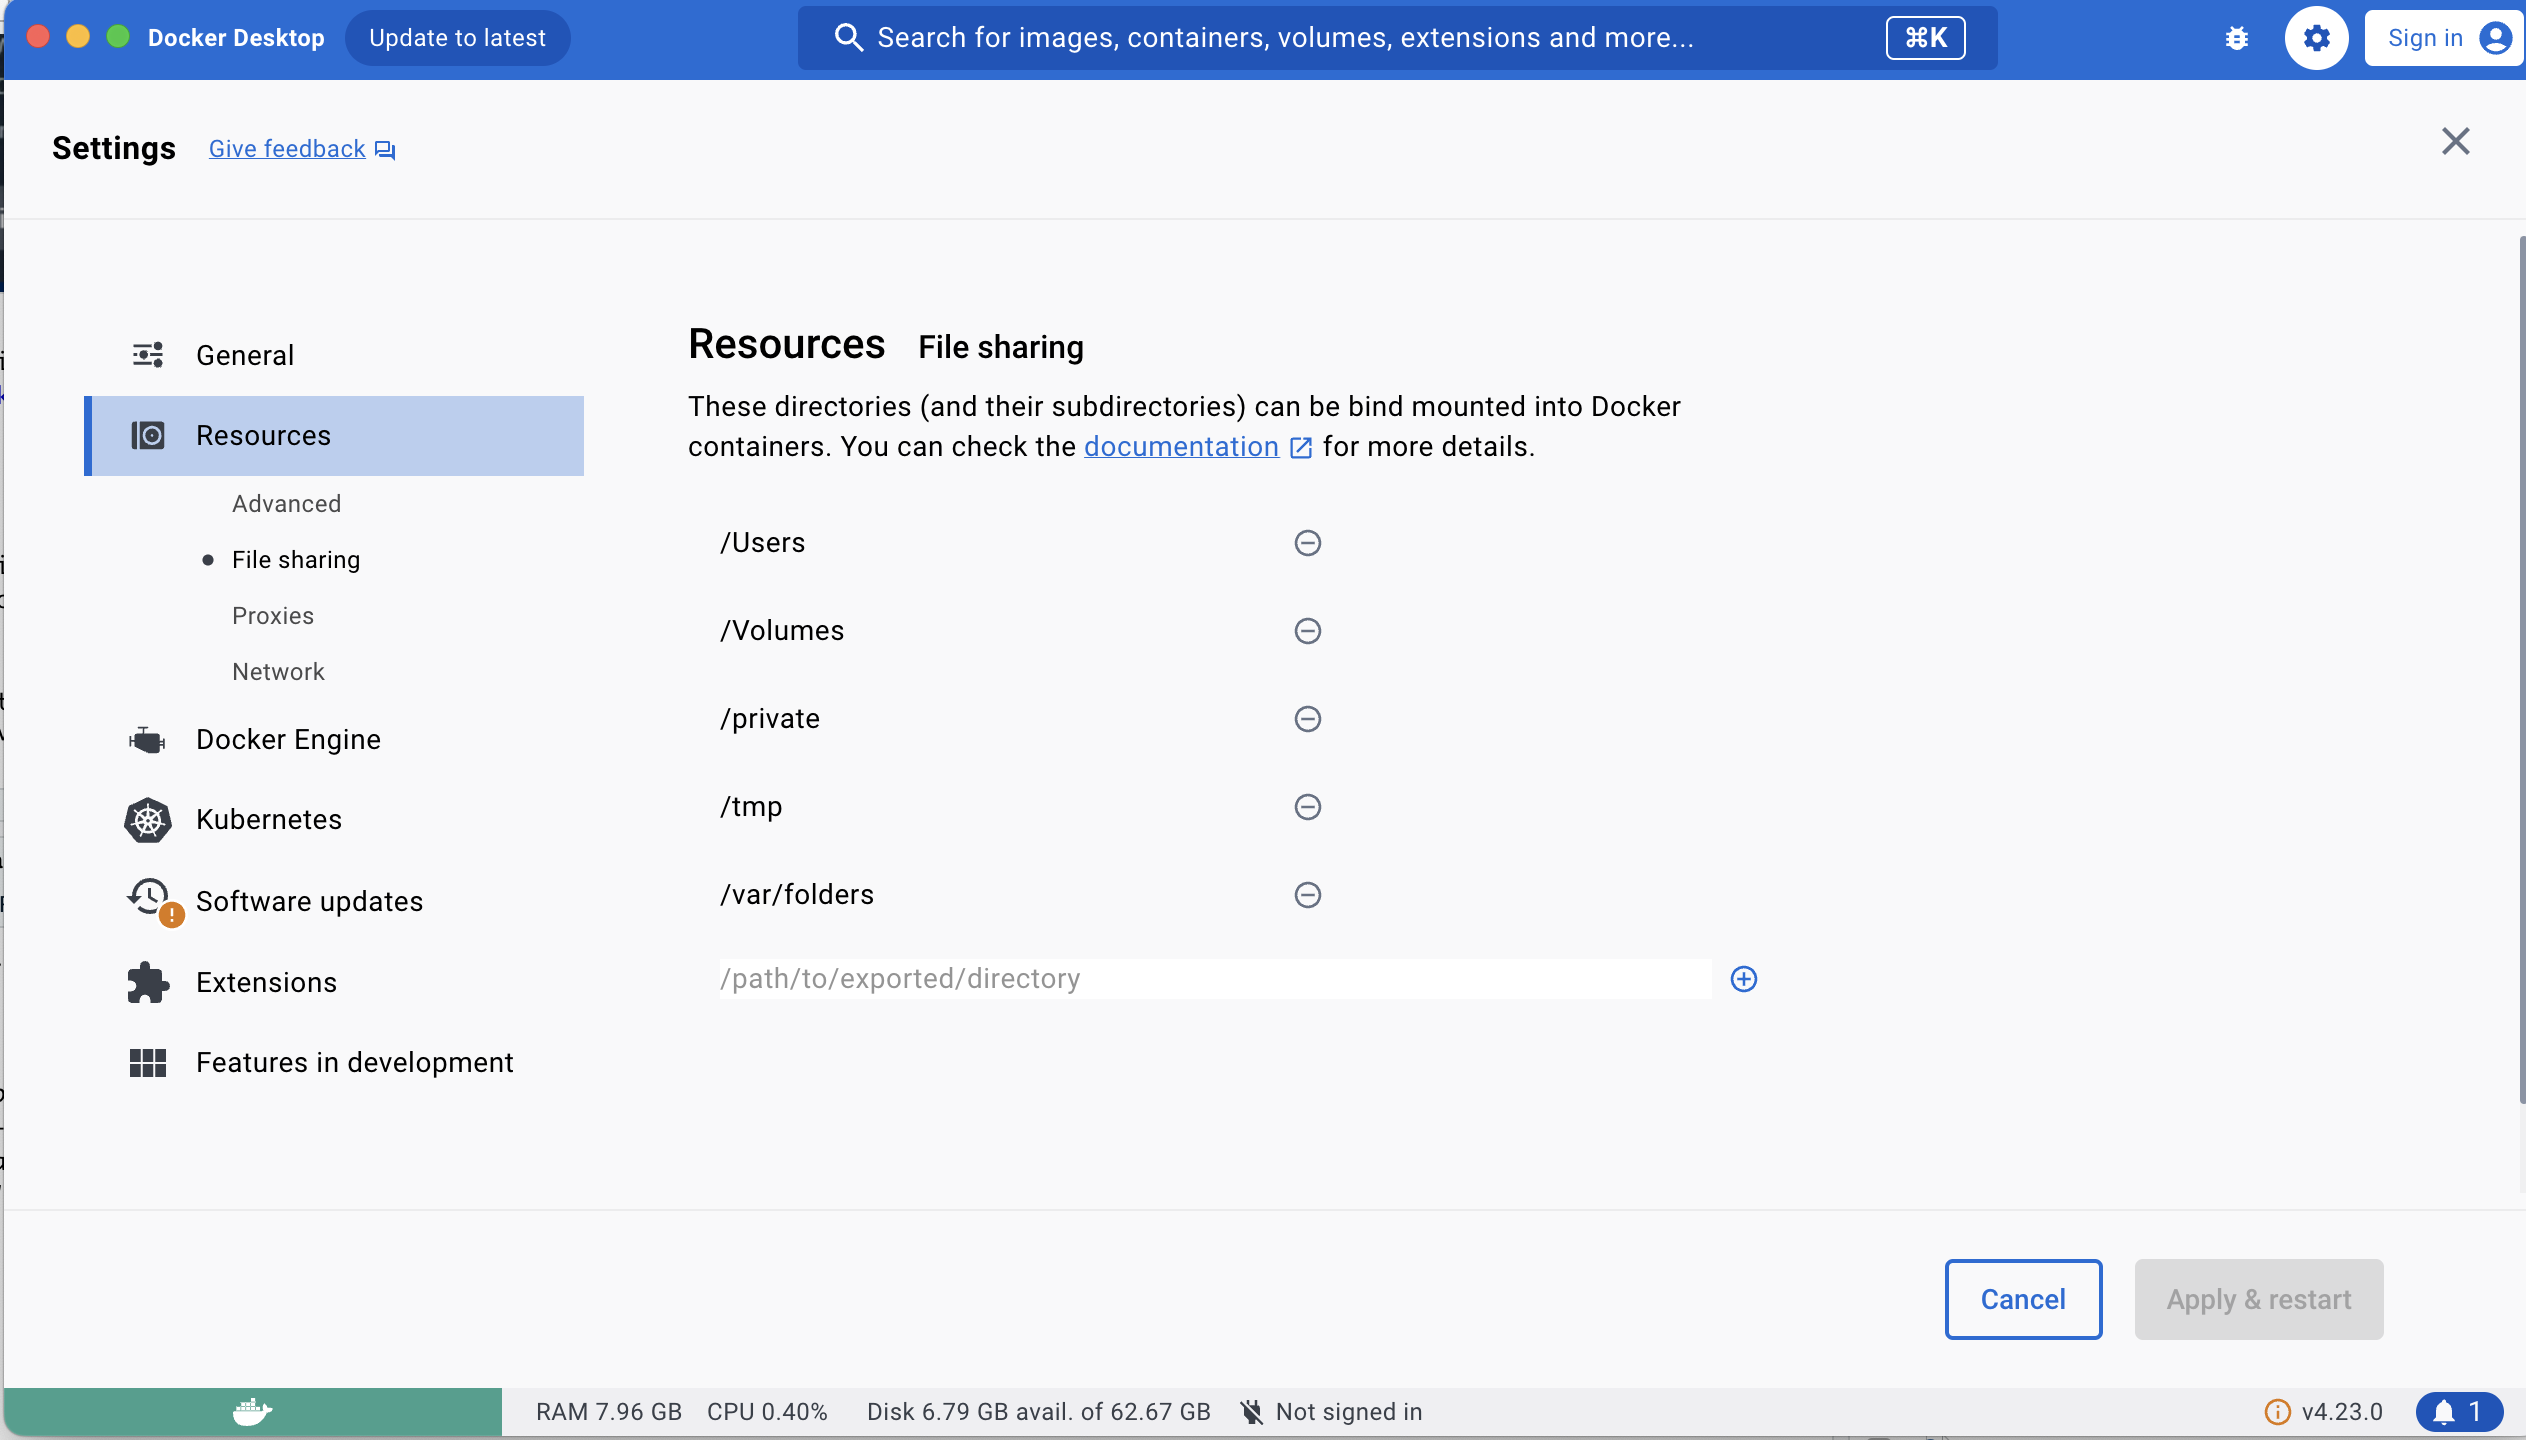 Docker Desktop
Update to latest
Search for images, containers, volumes, extensions and more...
⌘K
Sign in
Settings
Give feedback
General
Resources
Advanced
File sharing
Proxies
Network
Docker Engine
Kubernetes
Software updates
Extensions
Features in development
Resources File sharing
These directories (and their subdirectories) can be bind mounted into Docker
containers. You can check the documentation for more details.
/Users
/Volumes
/private
/tmp
/var/folders
/path/to/exported/directory
Cancel
Apply & restart
RAM 7.96 GB CPU 0.40% Disk 6.79 GB avail. of 62.67 GB Not signed in
v4.23.0
1